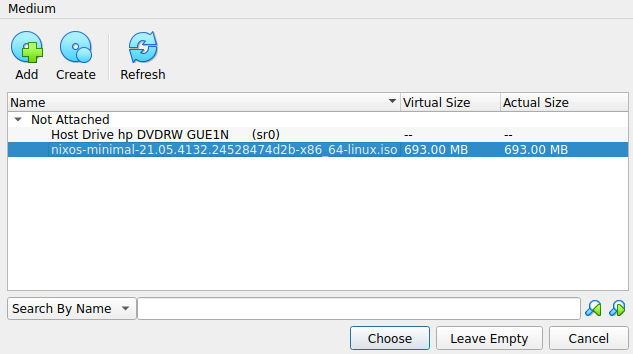 Medium
Add Create Refresh
Name Virtual Size Actual Size
Not Attached
Host Drive hp DVDRW GUE1N (sr0) -- --
nixos-minimal-21.05.4132.24528474d2b-x86_64-linux.iso 693.00 MB 693.00 MB
Search By Name
Choose Leave Empty Cancel